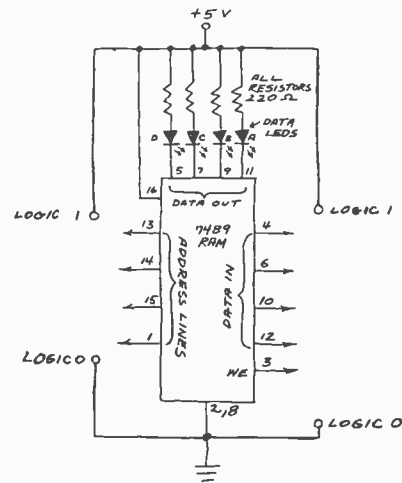 +5 V
ALL
RESISTORS
220 Ω
DATA
LEDS
D
C
B
A
5
7
9
11
16
DATA OUT
LOGIC 1
LOGIC 1
7489
RAM
13
14
15
1
ADDRESS LINES
DATA IN
4
6
10
12
3
WE
LOGIC 0
2,8
LOGIC 0